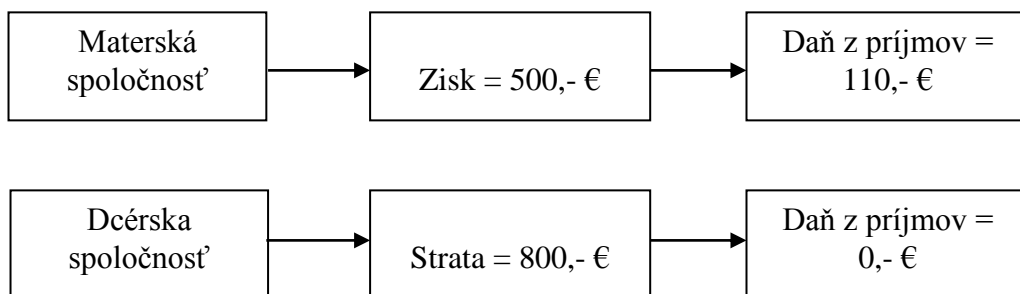 Materská
spoločnosť
Zisk = 500,- €
Daň z príjmov =
110,- €
Dcérska
spoločnosť
Strata = 800,- €
Daň z príjmov =
0,- €